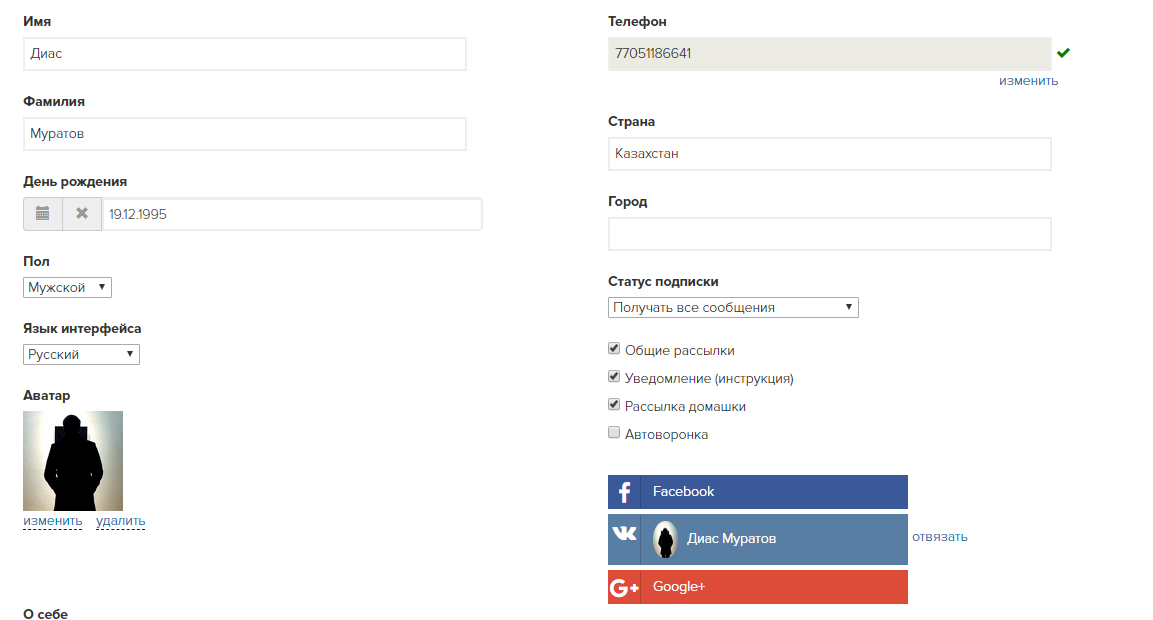 Имя
Диас
Фамилия
Муратов
День рождения
19.12.1995
Пол
Мужской
Язык интерфейса
Русский
Аватар
изменить удалить
О себе
Телефон
77051186641
изменить
Страна
Казахстан
Город
Статус подписки
Получать все сообщения
Общие рассылки
Уведомление (инструкция)
Рассылка домашки
Автоворонка
Facebook
Диас Муратов отвязать
Google+